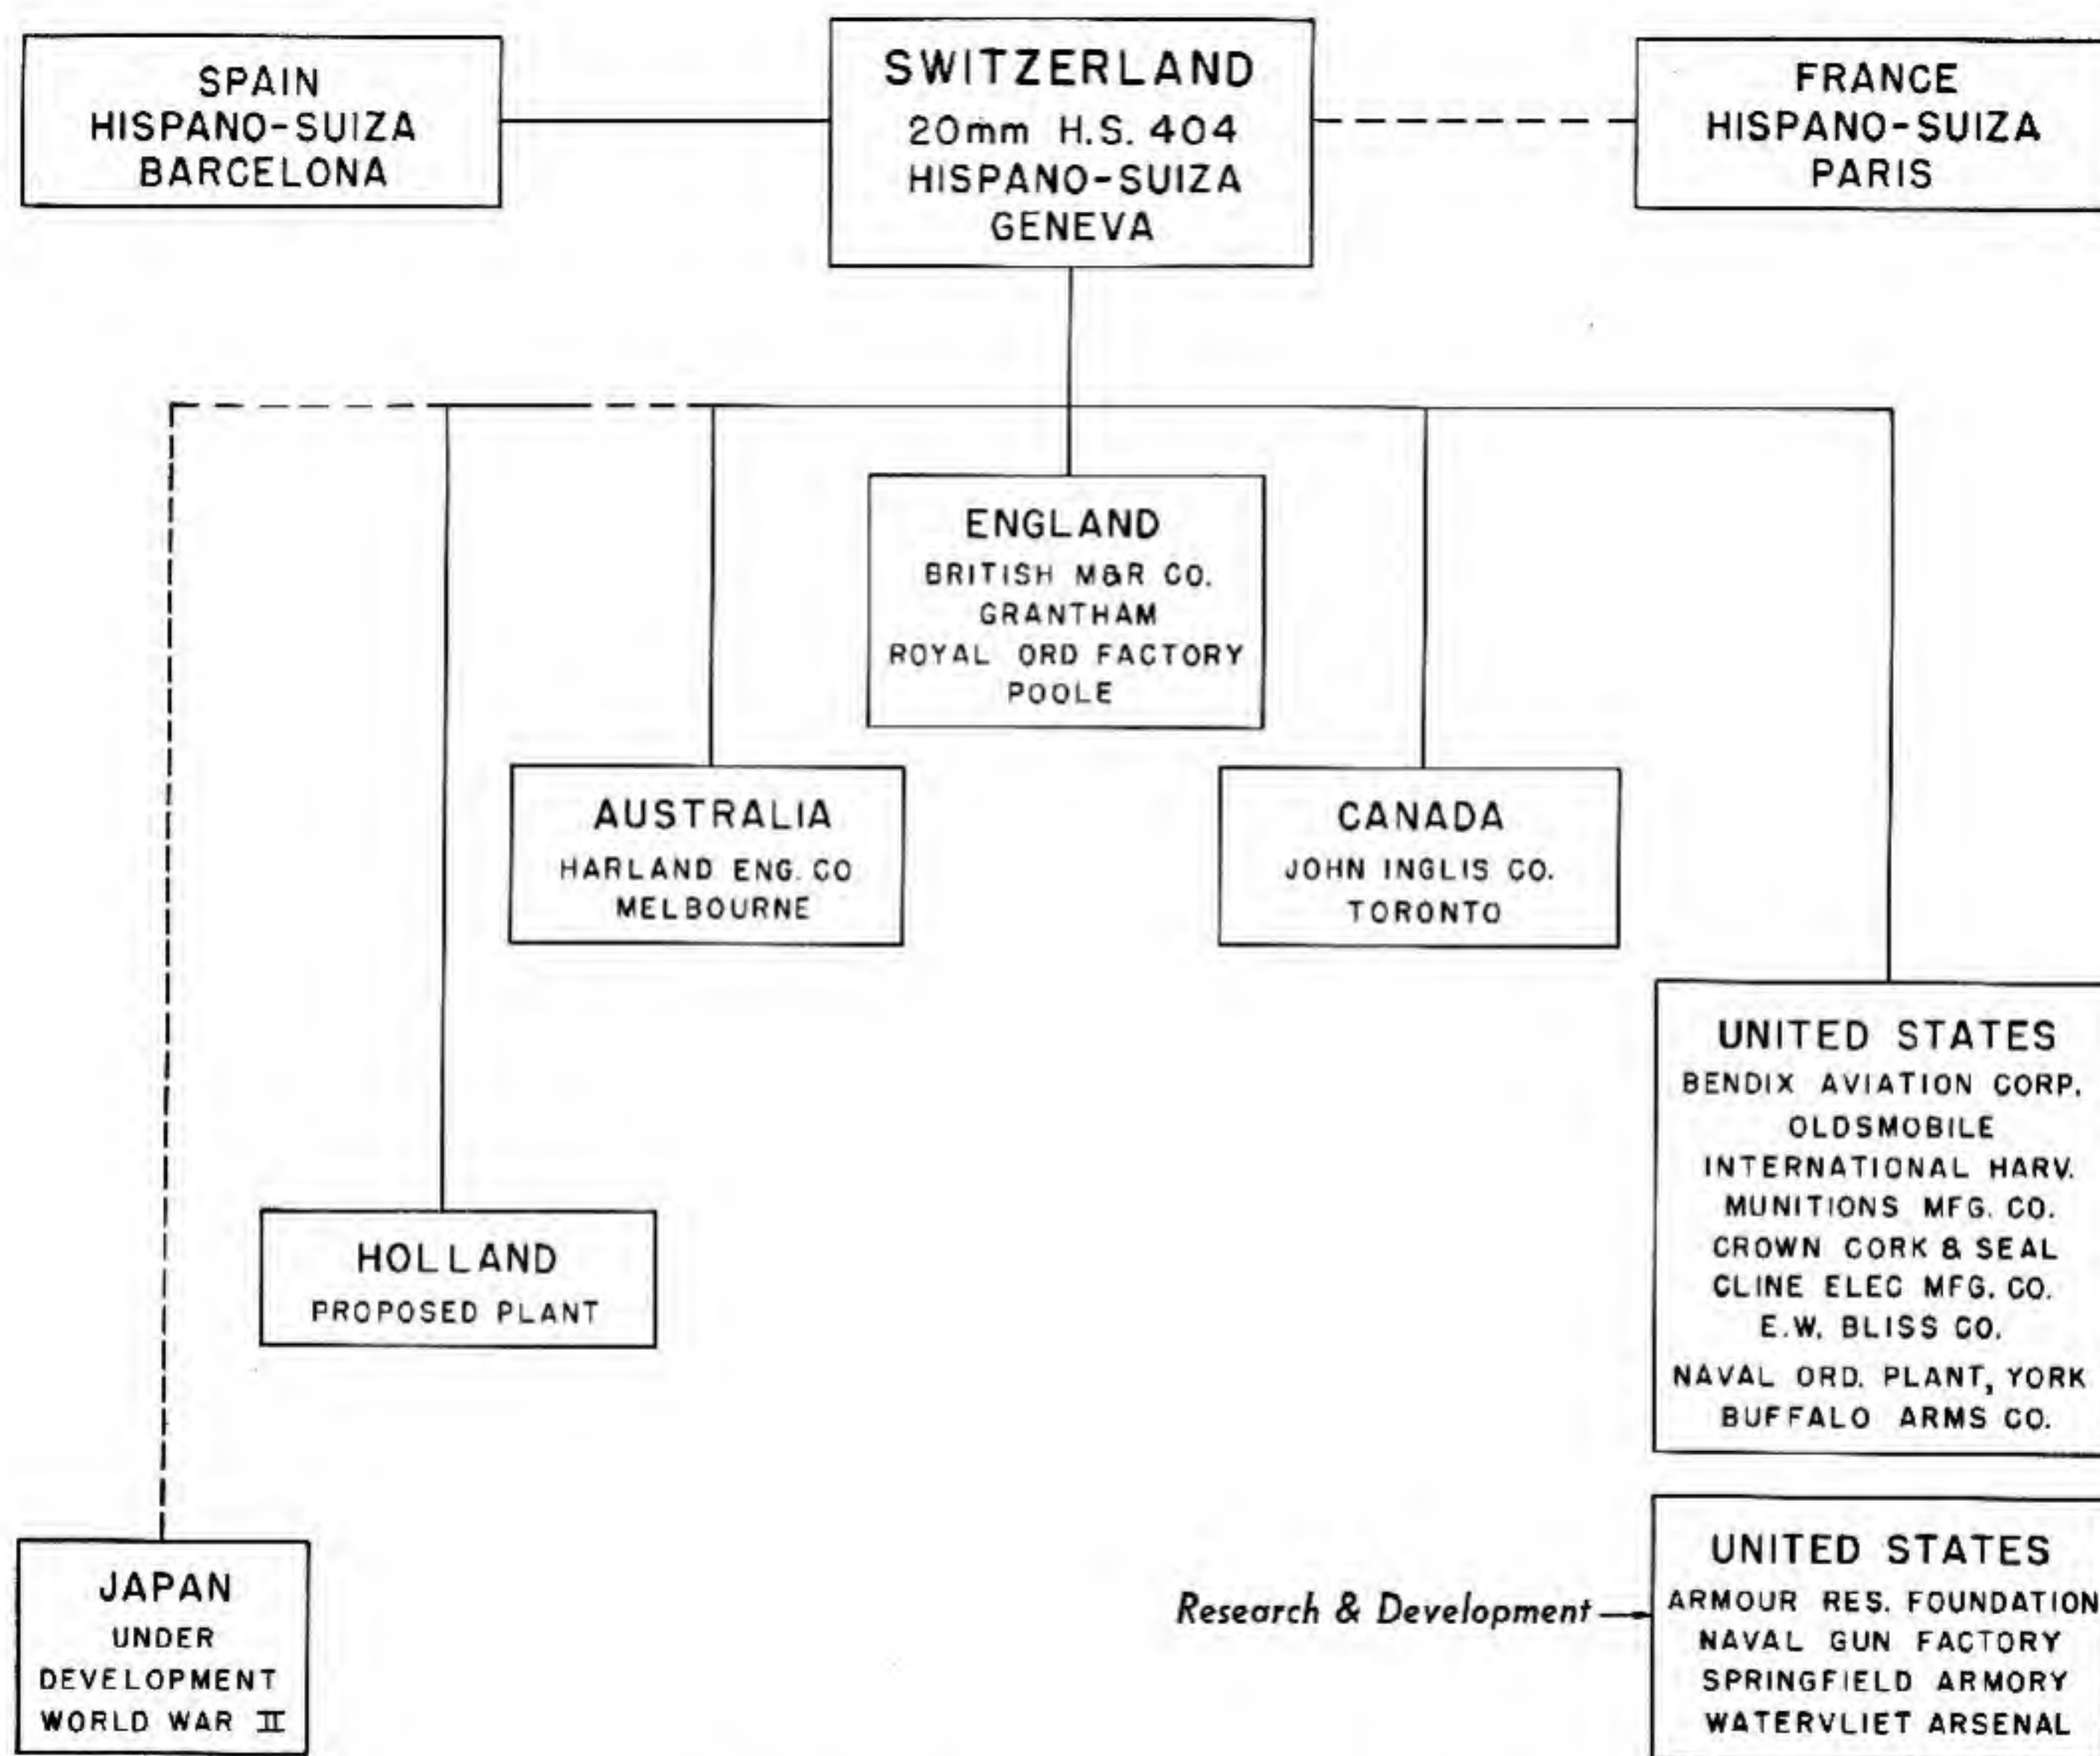 SPAIN
HISPANO-SUIZA
BARCELONA
SWITZERLAND
20mm H.S. 404
HISPANO-SUIZA
GENEVA
FRANCE
HISPANO-SUIZA
PARIS
ENGLAND
BRITISH M&R CO.
GRANTHAM
ROYAL ORD FACTORY
POOLE
AUSTRALIA
HARLAND ENG. CO
MELBOURNE
CANADA
JOHN INGLIS CO.
TORONTO
UNITED STATES
BENDIX AVIATION CORP.
OLDSMOBILE
INTERNATIONAL HARV.
MUNITIONS MFG. CO.
CROWN CORK & SEAL
CLINE ELEC MFG. CO.
E.W. BLISS CO.
NAVAL ORD. PLANT, YORK
BUFFALO ARMS CO.
HOLLAND
PROPOSED PLANT
JAPAN
UNDER
DEVELOPMENT
WORLD WAR II
Research & Development
UNITED STATES
ARMOUR RES. FOUNDATION
NAVAL GUN FACTORY
SPRINGFIELD ARMORY
WATERVLIET ARSENAL